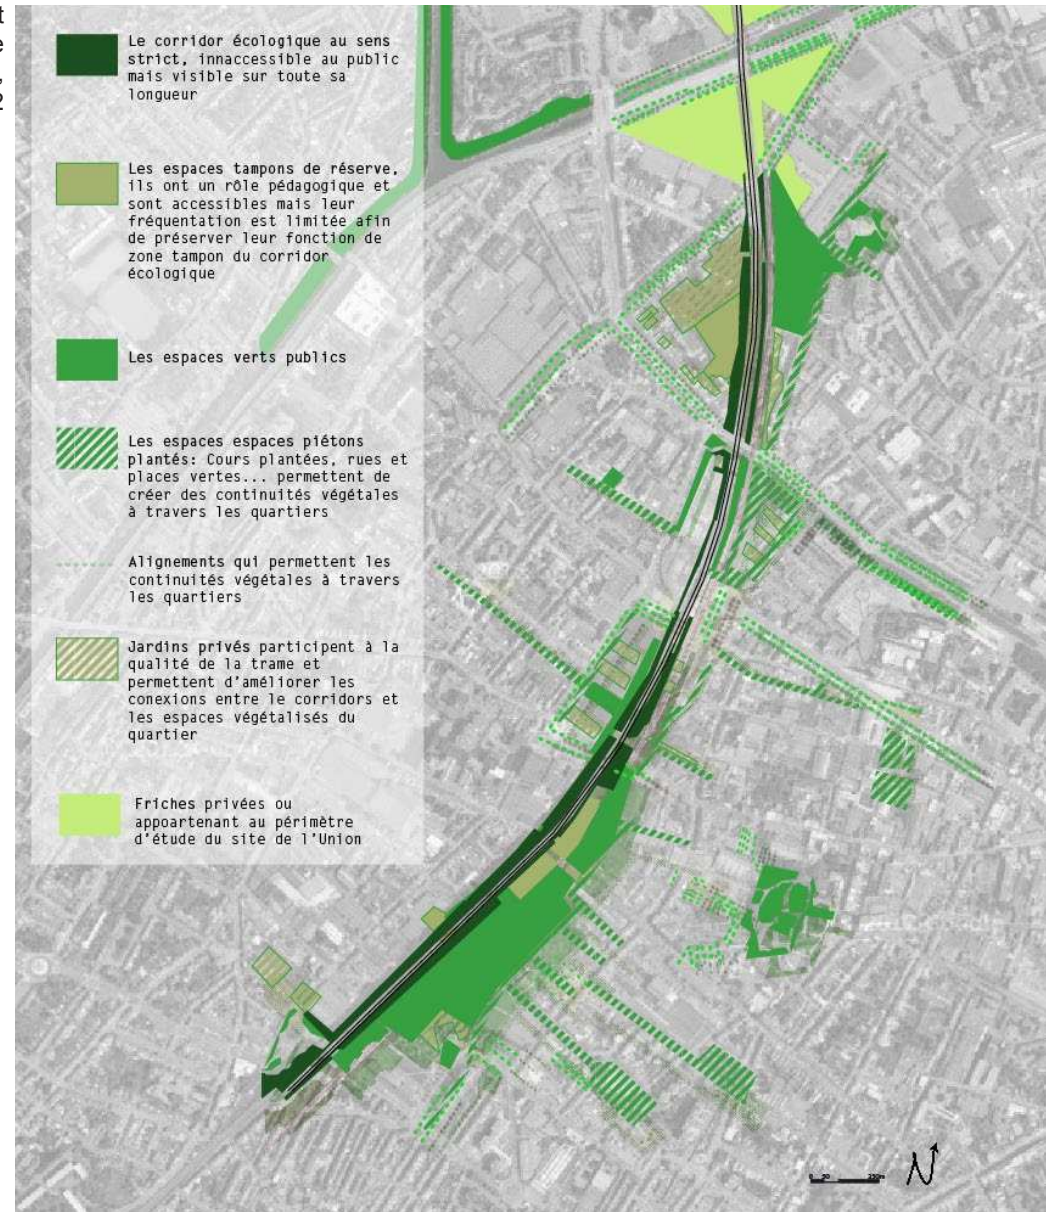 t
e
,
2
Le corridor écologique au sens
strict, innaccessible au public
mais visible sur toute sa
longueur
Les espaces tampons de réserve,
ils ont un rôle pédagogique et
sont accessibles mais leur
fréquentation est limitée afin
de préserver leur fonction de
zone tampon du corridor
écologique
Les espaces verts publics
Les espaces espaces piétons
plantés: Cours plantées, rues et
places vertes... permettent de
créer des continuités végétales
à travers les quartiers
Alignements qui permettent les
continuités végétales à travers
les quartiers
Jardins privés participent à la
qualité de la trame et
permettent d'améliorer les
conexions entre le corridors et
les espaces végétalisés du
quartier
Friches privées ou
appoartenant au périmètre
d'étude du site de l'Union
N